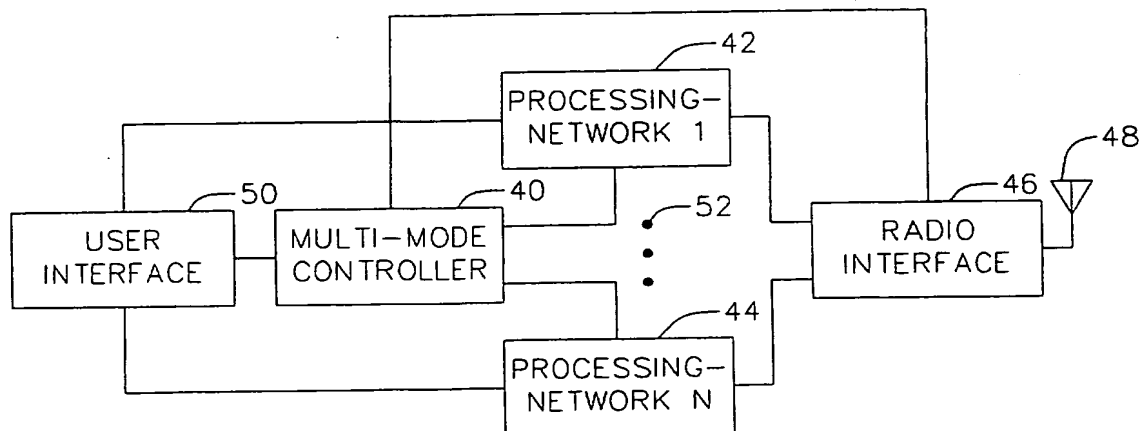 42
PROCESSING-
NETWORK 1
48
50
40
52
46
USER
INTERFACE
MULTI-MODE
CONTROLLER
RADIO
INTERFACE
44
PROCESSING-
NETWORK N